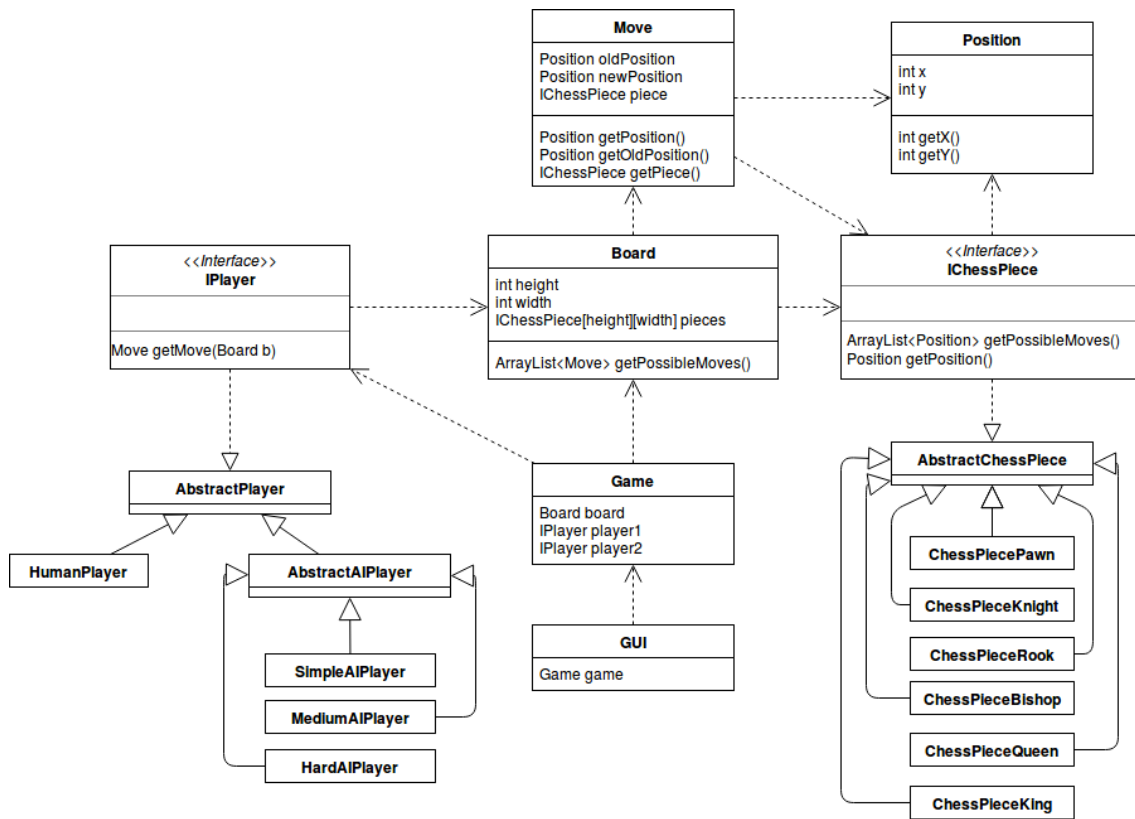 Move
Position oldPosition
Position newPosition
IChessPiece piece
Position getPosition()
Position getOldPosition()
IChessPiece getPiece()
Position
int x
int y
int getX()
int getY()
<<Interface>>
IPlayer
Move getMove(Board b)
Board
int height
int width
IChessPiece[height][width] pieces
ArrayList<Move> getPossibleMoves()
<<Interface>>
IChessPiece
ArrayList<Position> getPossibleMoves()
Position getPosition()
AbstractPlayer
HumanPlayer
AbstractAIPlayer
SimpleAIPlayer
MediumAIPlayer
HardAIPlayer
Game
Board board
IPlayer player1
IPlayer player2
GUI
Game game
AbstractChessPiece
ChessPiecePawn
ChessPieceKnight
ChessPieceRook
ChessPieceBishop
ChessPieceQueen
ChessPieceKing